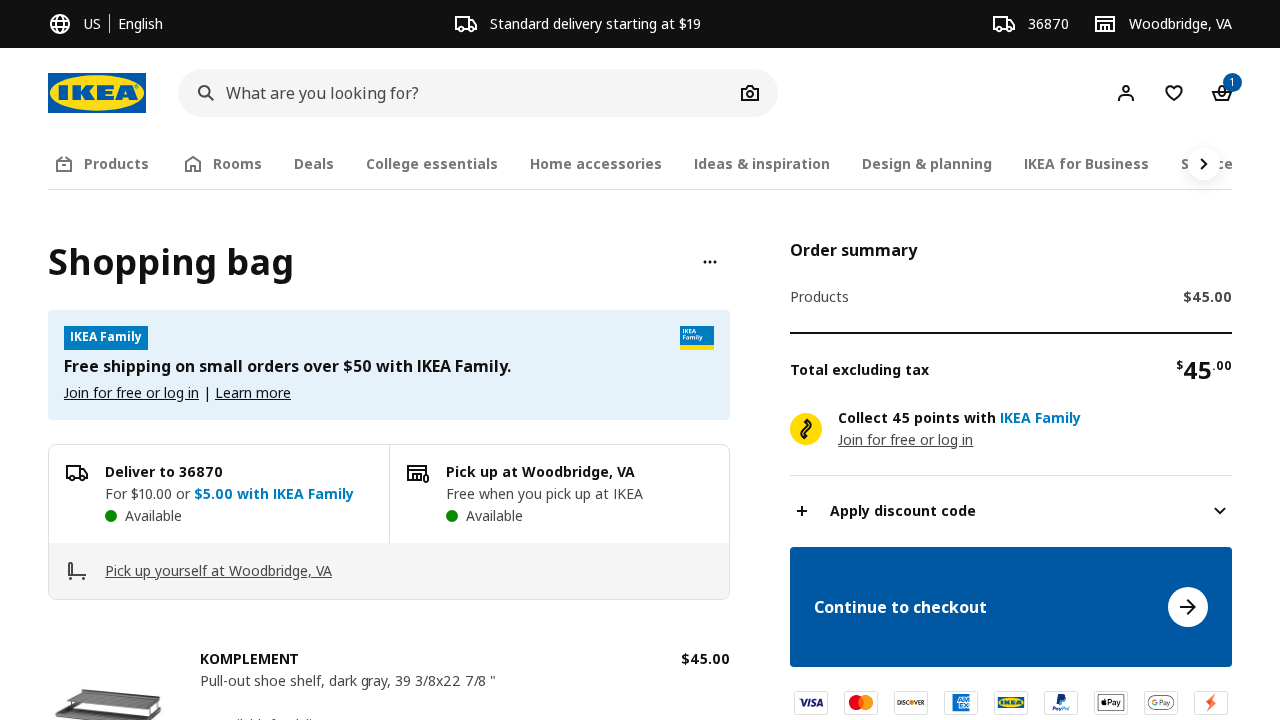 US | English
Standard delivery starting at $19
36870
Woodbridge, VA
IKEA
What are you looking for?
1
Products
Rooms
Deals
College essentials
Home accessories
Ideas & inspiration
Design & planning
IKEA for Business
Shopping bag
IKEA Family
IKEA
Family
Free shipping on small orders over $50 with IKEA Family.
Join for free or log in | Learn more
Deliver to 36870
For $10.00 or $5.00 with IKEA Family
Available
Pick up at Woodbridge, VA
Free when you pick up at IKEA
Available
Pick up yourself at Woodbridge, VA
KOMPLEMENT
$45.00
Pull-out shoe shelf, dark gray, 39 3/8x22 7/8 "
Order summary
Products
$45.00
Total excluding tax
$45.00
Collect 45 points with IKEA Family
Join for free or log in
Apply discount code
Continue to checkout
VISA
DISCOVER
IKEA
PayPal
Pay
G Pay